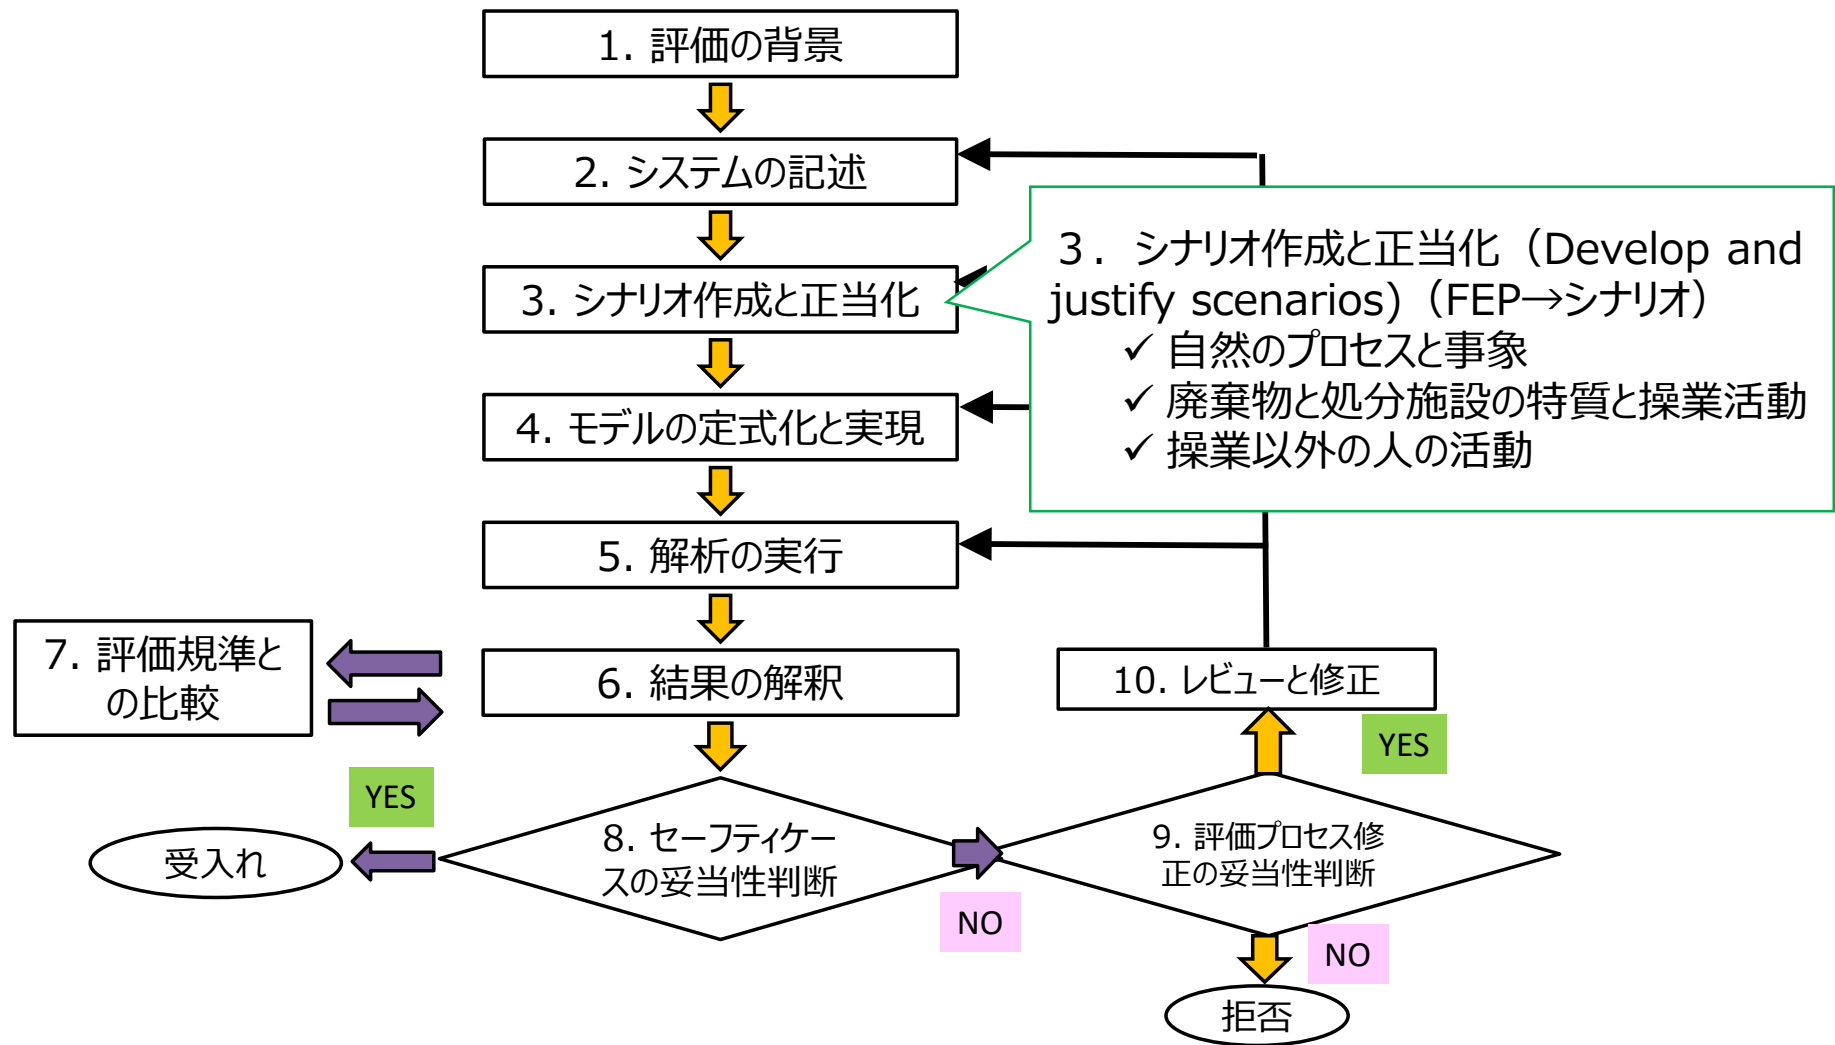 1. 評価の背景
2. システムの記述
3. シナリオ作成と正当化
3．シナリオ作成と正当化（Develop and
justify scenarios)（FEP→シナリオ）
✓ 自然のプロセスと事象
✓ 廃棄物と処分施設の特質と操業活動
✓ 操業以外の人の活動
4. モデルの定式化と実現
5. 解析の実行
6. 結果の解釈
7. 評価規準と
の比較
10. レビューと修正
YES
YES
8. セーフティケー
スの妥当性判断
9. 評価プロセス修
正の妥当性判断
受入れ
NO
NO
拒否